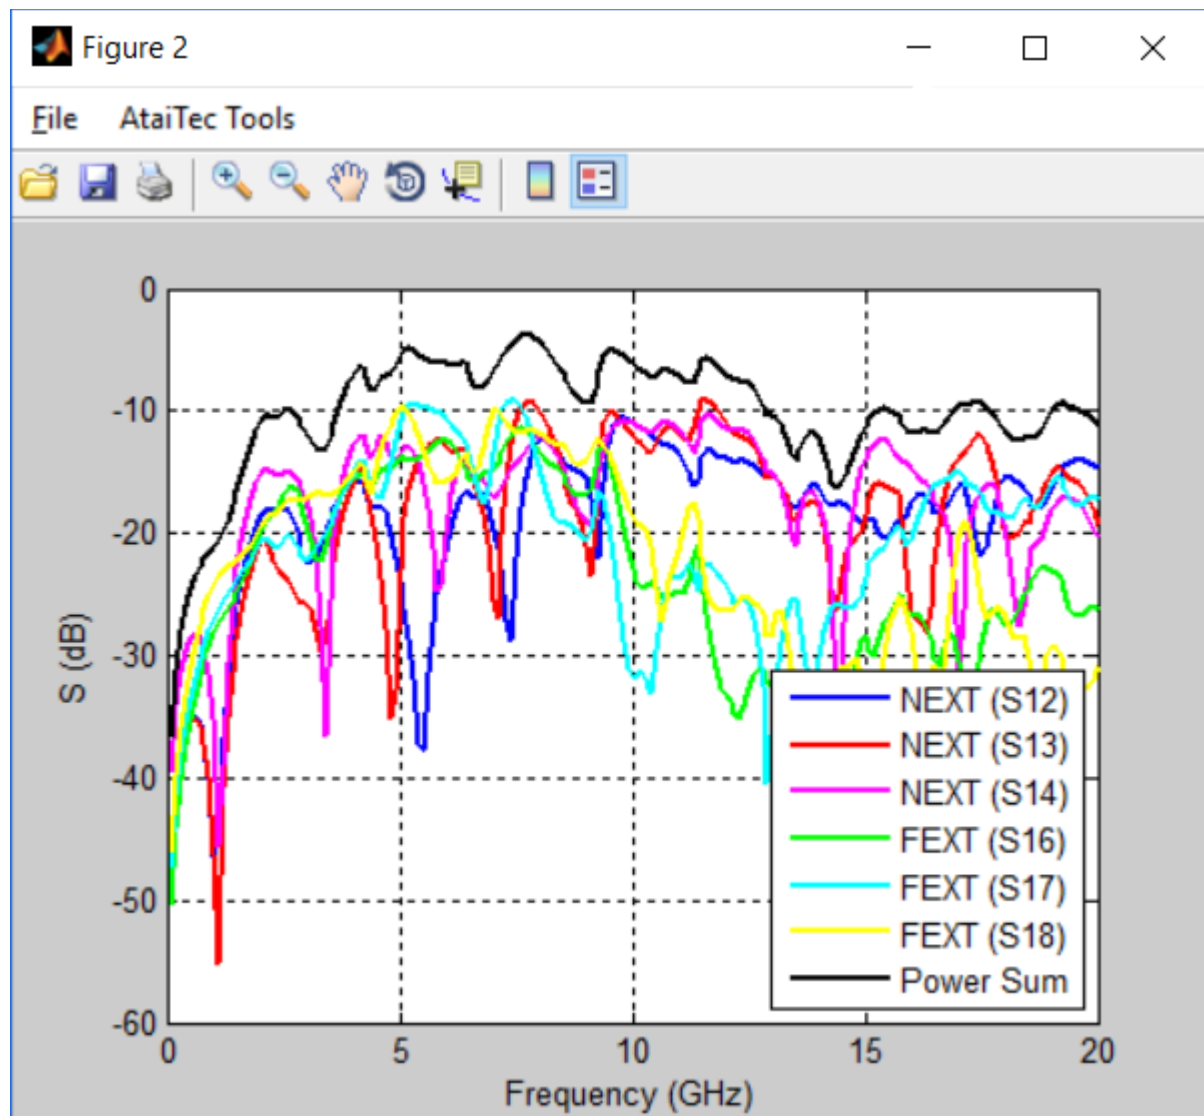 Figure 2
File AtaiTec Tools
0
-10
-20
-30
-40
-50
-60
S (dB)
0 5 10 15 20
Frequency (GHz)
NEXT (S12)
NEXT (S13)
NEXT (S14)
FEXT (S16)
FEXT (S17)
FEXT (S18)
Power Sum